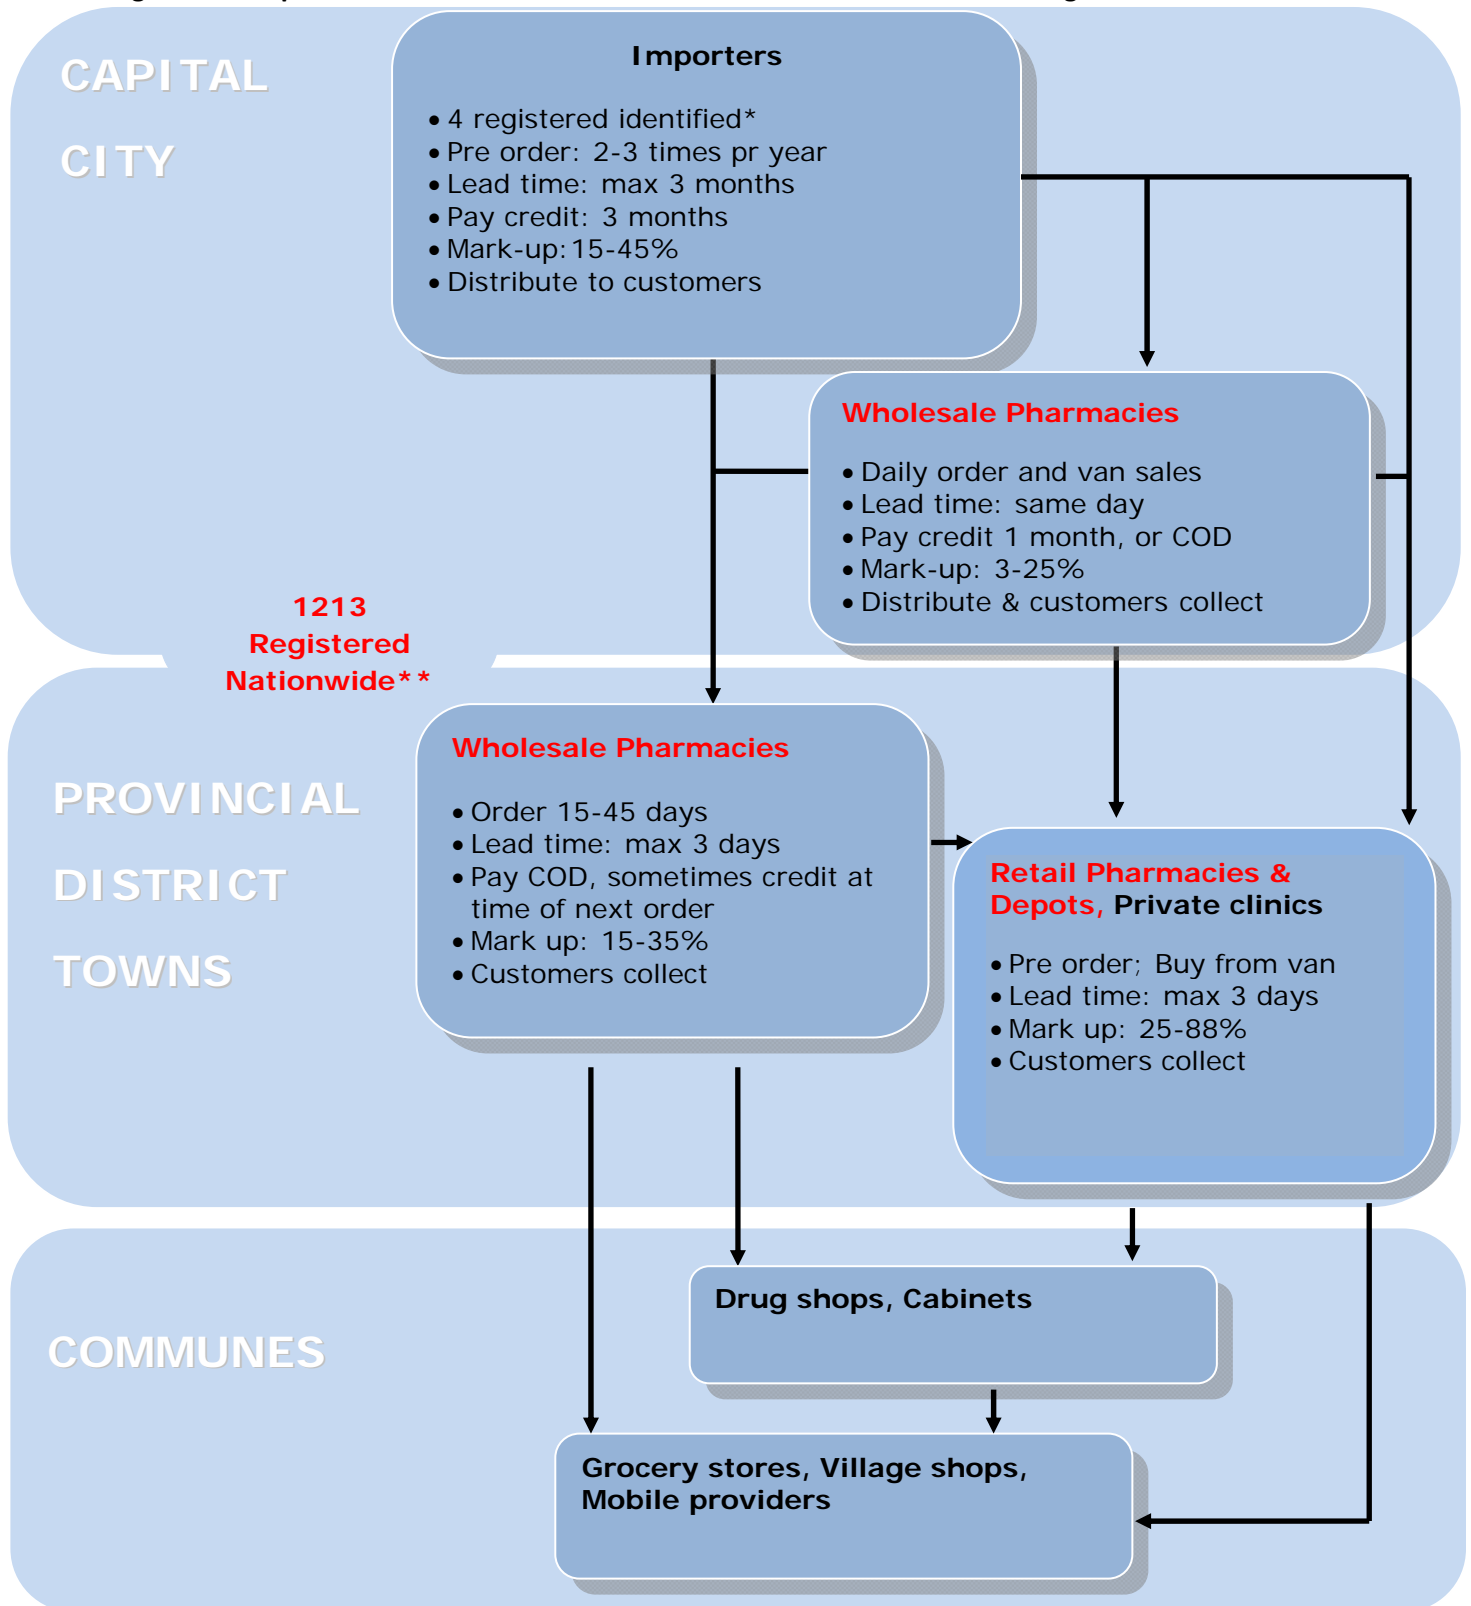 CAPITAL
CITY
Importers
• 4 registered identified*
• Pre order: 2-3 times pr year
• Lead time: max 3 months
• Pay credit: 3 months
• Mark-up:15-45%
• Distribute to customers
Wholesale Pharmacies
• Daily order and van sales
• Lead time: same day
• Pay credit 1 month, or COD
• Mark-up: 3-25%
• Distribute & customers collect
1213
Registered
Nationwide**
PROVINCIAL
DISTRICT
TOWNS
Wholesale Pharmacies
• Order 15-45 days
• Lead time: max 3 days
• Pay COD, sometimes credit at
time of next order
• Mark up: 15-35%
• Customers collect
Retail Pharmacies &
Depots, Private clinics
• Pre order; Buy from van
• Lead time: max 3 days
• Mark up: 25-88%
• Customers collect
COMMUNES
Drug shops, Cabinets
Grocery stores, Village shops,
Mobile providers